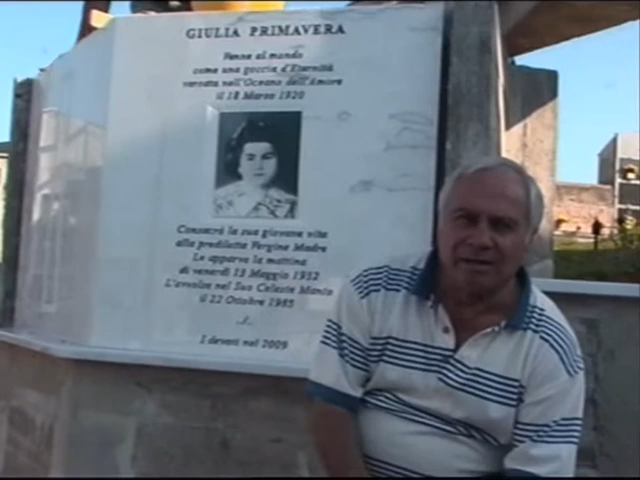 GIULIA PRIMAVERA
Venne al mondo
come una goccia d'Eternità
versata nell'Oceano dell'Amore
il 18 Marzo 1920
Consacrò la sua giovane vita
alla prediletta Vergine Madre
Le apparve la mattina
di venerdì 13 Maggio 1932
L'avvolse nel Suo Celeste Manto
il 22 Ottobre 1985
I devoti nel 2009